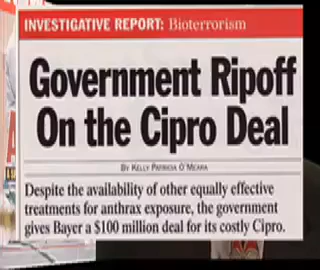 INVESTIGATIVE REPORT: Bioterrorism
Government Ripoff
On the Cipro Deal
BY KELLY PATRICIA O'MEARA
Despite the availability of other equally effective
treatments for anthrax exposure, the government
gives Bayer a $100 million deal for its costly Cipro.